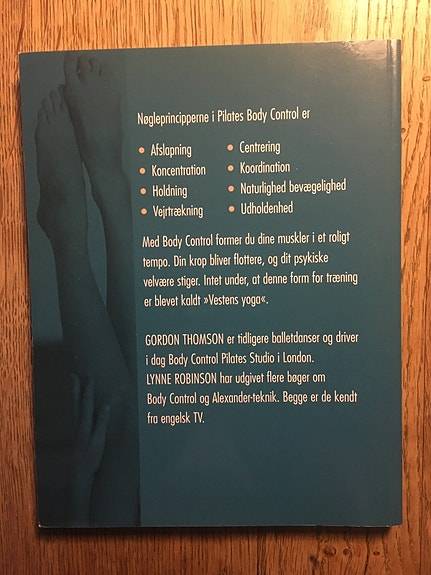 Nøgleprincipperne i Pilates Body Control er
• Afslapning
• Koncentration
• Holdning
• Vejrtrækning
• Centrering
• Koordination
• Naturlighed bevægelighed
• Udholdenhed
Med Body Control former du dine muskler i et roligt
tempo. Din krop bliver flottere, og dit psykiske
velvære stiger. Intet under, at denne form for træning
er blevet kaldt »Vestens yoga«.
GORDON THOMSON er tidligere balletdanser og driver
i dag Body Control Pilates Studio i London.
LYNNE ROBINSON har udgivet flere bøger om
Body Control og Alexander-teknik. Begge er de kendt
fra engelsk TV.